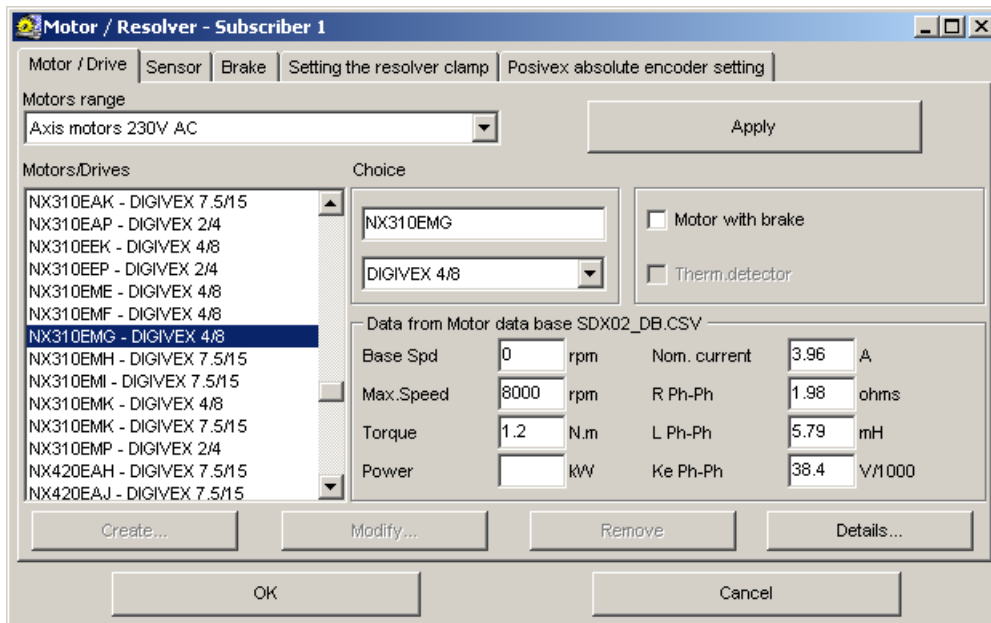 Motor / Resolver - Subscriber 1
Motor / Drive
Sensor
Brake
Setting the resolver clamp
Posivex absolute encoder setting
Motors range
Axis motors 230V AC
Apply
Motors/Drives
NX310EAK - DIGIVEX 7.5/15
NX310EAP - DIGIVEX 2/4
NX310EEK - DIGIVEX 4/8
NX310EEP - DIGIVEX 2/4
NX310EME - DIGIVEX 4/8
NX310EMF - DIGIVEX 4/8
NX310EMG - DIGIVEX 4/8
NX310EMH - DIGIVEX 7.5/15
NX310EMI - DIGIVEX 7.5/15
NX310EMK - DIGIVEX 4/8
NX310EMK - DIGIVEX 7.5/15
NX310EMP - DIGIVEX 2/4
NX420EAH - DIGIVEX 7.5/15
NX420EAJ - DIGIVEX 7.5/15
Choice
NX310EMG
DIGIVEX 4/8
Motor with brake
Therm.detector
Data from Motor data base SDX02_DB.CSV
Base Spd 0 rpm
Nom. current 3.96 A
Max.Speed 8000 rpm
R Ph-Ph 1.98 ohms
Torque 1.2 N.m
L Ph-Ph 5.79 mH
Power kW
Ke Ph-Ph 38.4 V/1000
Create...
Modify...
Remove
Details...
OK
Cancel